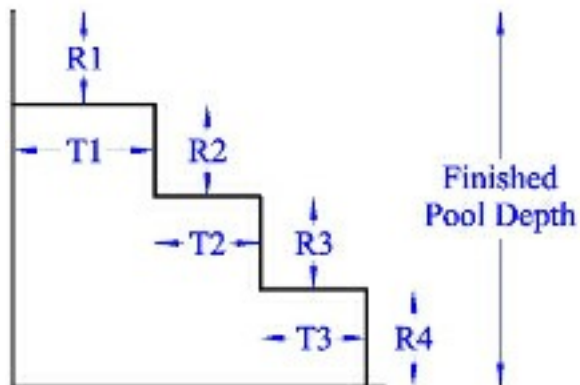 R1
T1
R2
Finished
Pool Depth
T2
R3
T3
R4